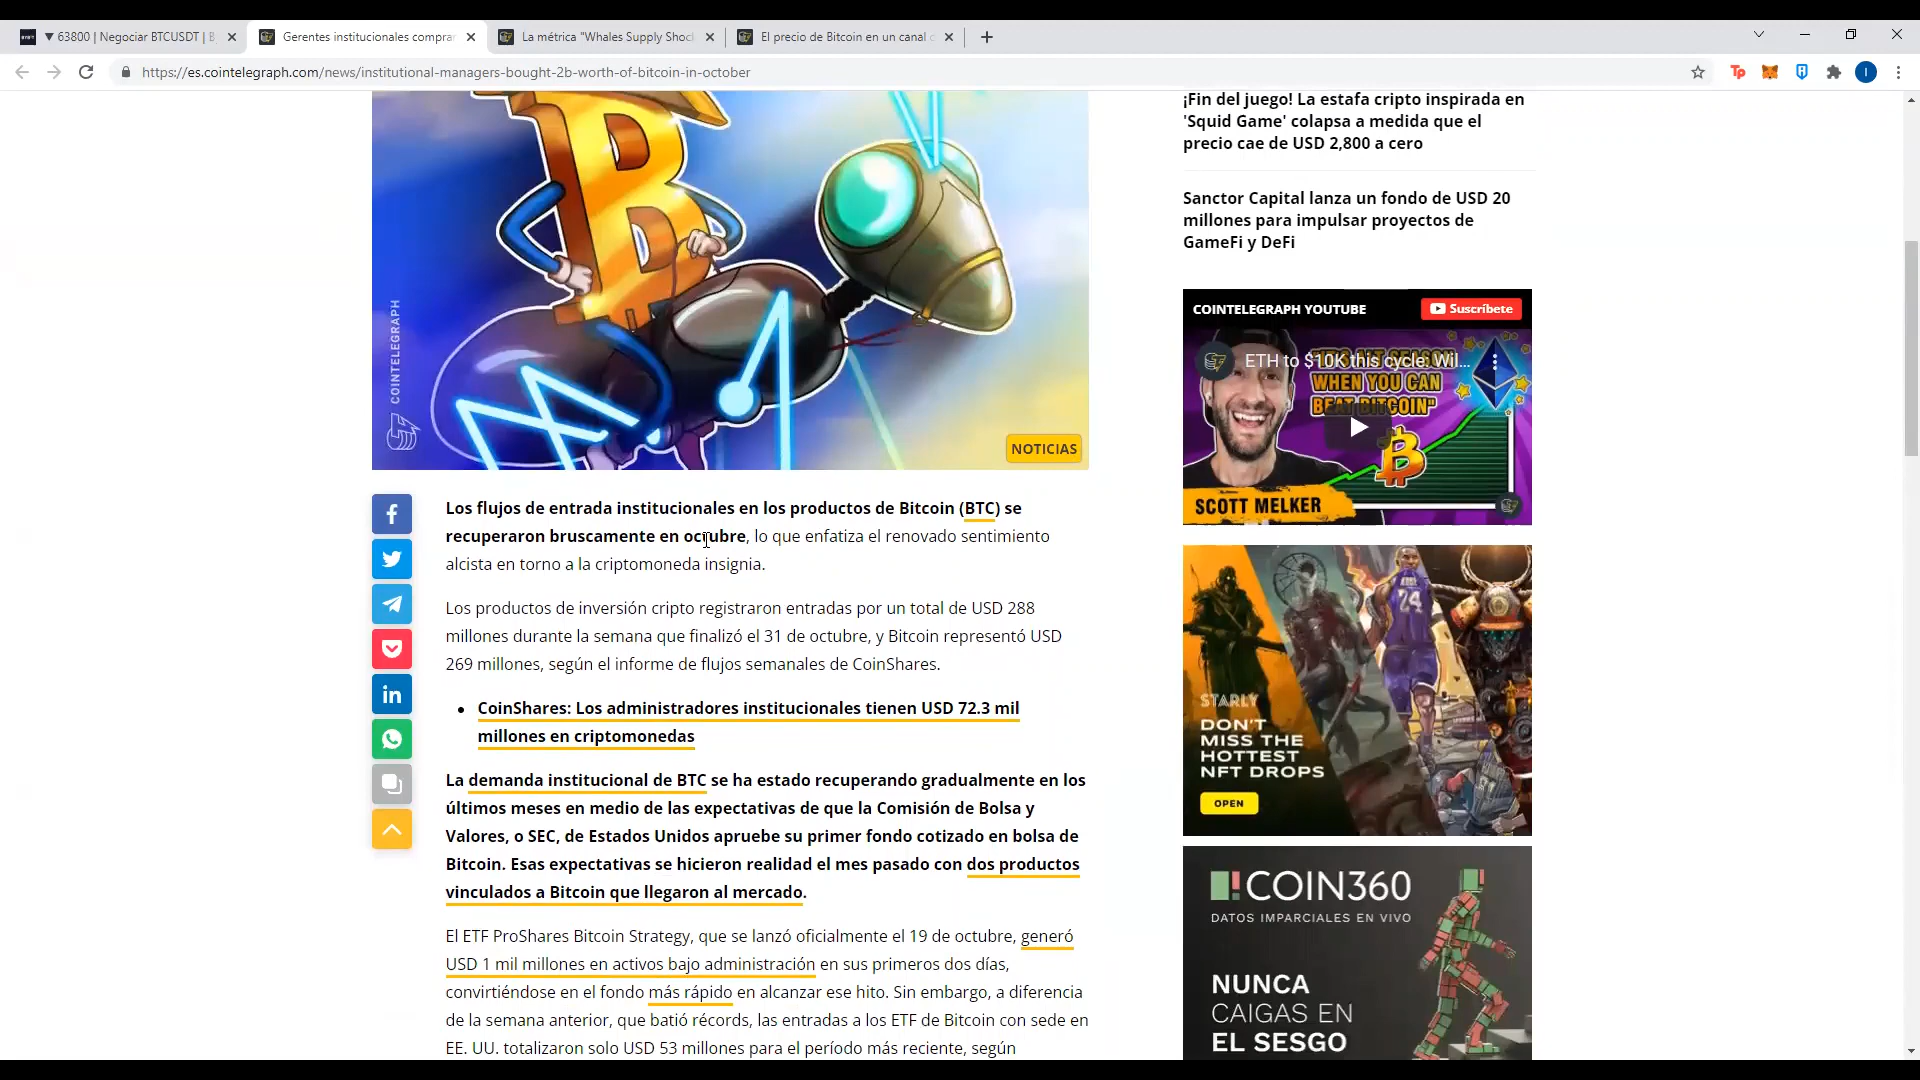 ▼ 63800 | Negociar BTCUSDT | B
Gerentes institucionales compra
La métrica "Whales Supply Shoc
El precio de Bitcoin en un canal
https://es.cointelegraph.com/news/institutional-managers-bought-2b-worth-of-bitcoin-in-october
Tp
I
COINTELEGRAPH
NOTICIAS
Los flujos de entrada institucionales en los productos de Bitcoin (BTC) se
recuperaron bruscamente en octubre, lo que enfatiza el renovado sentimiento
alcista en torno a la criptomoneda insignia.
Los productos de inversión cripto registraron entradas por un total de USD 288
millones durante la semana que finalizó el 31 de octubre, y Bitcoin representó USD
269 millones, según el informe de flujos semanales de CoinShares.
CoinShares: Los administradores institucionales tienen USD 72.3 mil
millones en criptomonedas
La demanda institucional de BTC se ha estado recuperando gradualmente en los
últimos meses en medio de las expectativas de que la Comisión de Bolsa y
Valores, o SEC, de Estados Unidos apruebe su primer fondo cotizado en bolsa de
Bitcoin. Esas expectativas se hicieron realidad el mes pasado con dos productos
vinculados a Bitcoin que llegaron al mercado.
El ETF ProShares Bitcoin Strategy, que se lanzó oficialmente el 19 de octubre, generó
USD 1 mil millones en activos bajo administración en sus primeros dos días,
convirtiéndose en el fondo más rápido en alcanzar ese hito. Sin embargo, a diferencia
de la semana anterior, que batió récords, las entradas a los ETF de Bitcoin con sede en
EE. UU. totalizaron solo USD 53 millones para el período más reciente, según
¡Fin del juego! La estafa cripto inspirada en
'Squid Game' colapsa a medida que el
precio cae de USD 2,800 a cero
Sanctor Capital lanza un fondo de USD 20
millones para impulsar proyectos de
GameFi y DeFi
COINTELEGRAPH YOUTUBE
Suscríbete
ETH to $10K this cycle. Wil...
WHEN YOU CAN
BEAT BITCOIN"
SCOTT MELKER
24
STARLY
DON'T
MISS THE
HOTTEST
NFT DROPS
OPEN
COIN360
DATOS IMPARCIALES EN VIVO
NUNCA
CAIGAS EN
EL SESGO